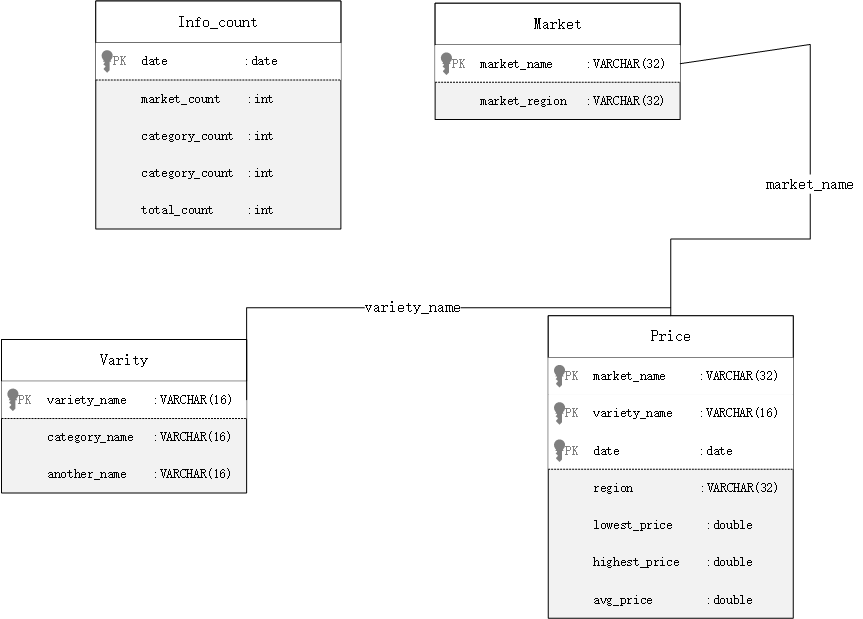 Info_count
PK date :date
market_count :int
category_count :int
category_count :int
total_count :int
Market
PK market_name :VARCHAR(32)
market_region :VARCHAR(32)
market_name
variety_name
Varity
PK variety_name :VARCHAR(16)
category_name :VARCHAR(16)
another_name :VARCHAR(16)
Price
PK market_name :VARCHAR(32)
PK variety_name :VARCHAR(16)
PK date :date
region :VARCHAR(32)
lowest_price :double
highest_price :double
avg_price :double